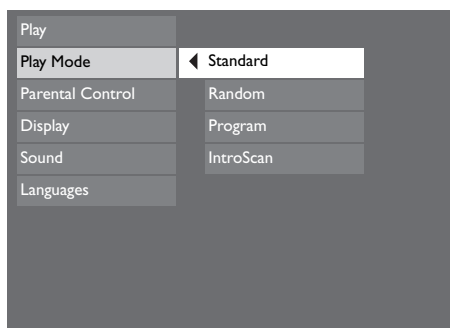 Play
Play Mode
Standard
Parental Control
Random
Display
Program
Sound
IntroScan
Languages